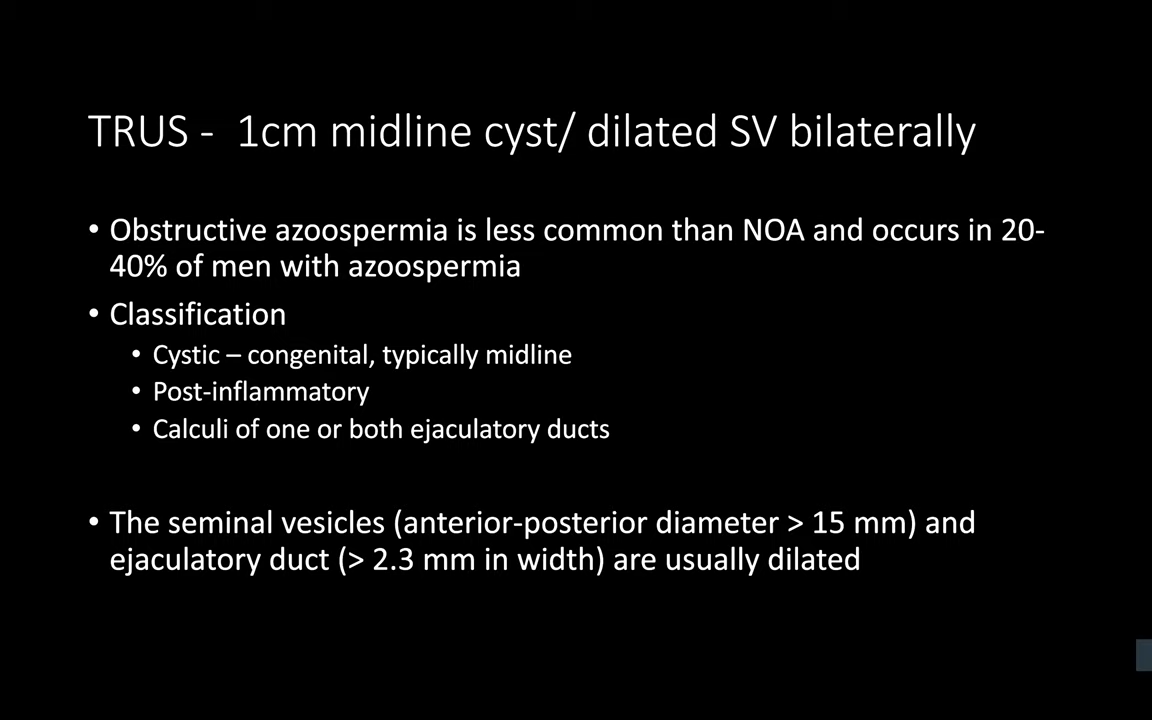 TRUS -  1cm midline cyst/ dilated SV bilaterally
• Obstructive azoospermia is less common than NOA and occurs in 20-
40% of men with azoospermia
• Classification
• Cystic – congenital, typically midline
• Post-inflammatory
• Calculi of one or both ejaculatory ducts
• The seminal vesicles (anterior-posterior diameter > 15 mm) and
ejaculatory duct (> 2.3 mm in width) are usually dilated